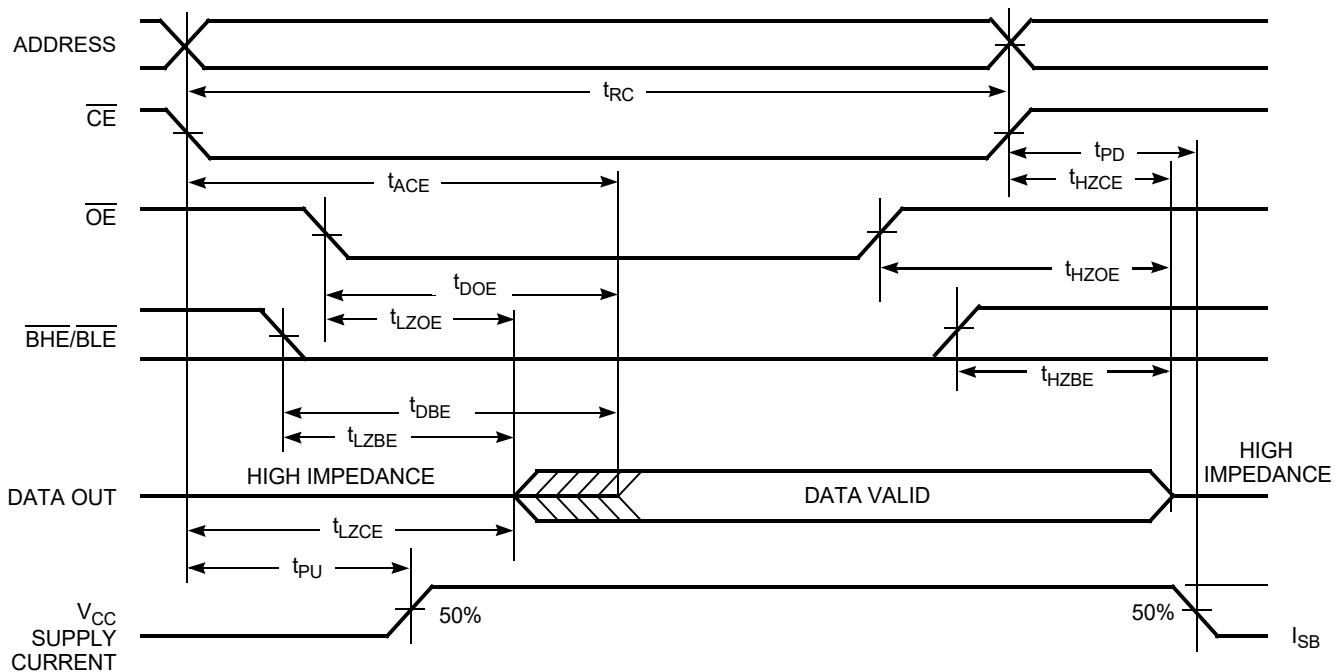 ADDRESS
tRC
CE
tPD
tACE
tHZCE
OE
tHZOE
tDOE
tLZOE
BHE/BLE
tHZBE
tDBE
tLZBE
HIGH IMPEDANCE
HIGH
IMPEDANCE
DATA OUT
DATA VALID
tLZCE
tPU
VCC
SUPPLY
CURRENT
50%
50%
ISB